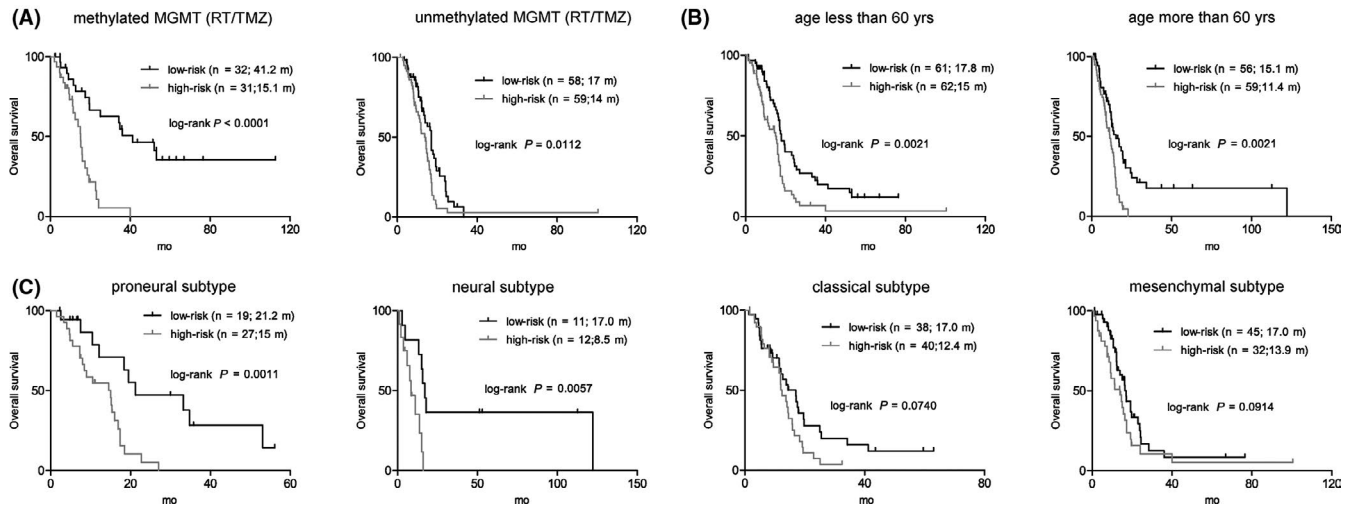 (A)
methylated MGMT (RT/TMZ)
100
50
0
Overall survival
low-risk (n = 32; 41.2 m)
high-risk (n = 31;15.1 m)
log-rank P < 0.0001
0 40 80 120
mo
unmethylated MGMT (RT/TMZ)
100
50
0
Overall survival
low-risk (n = 58; 17 m)
high-risk (n = 59;14 m)
log-rank P = 0.0112
0 20 40 60 80 100 120
mo
(B)
age less than 60 yrs
100
50
0
Overall survival
low-risk (n = 61; 17.8 m)
high-risk (n = 62;15 m)
log-rank P = 0.0021
0 40 80 120
mo
age more than 60 yrs
100
50
0
Overall survival
low-risk (n = 56; 15.1 m)
high-risk (n = 59;11.4 m)
log-rank P = 0.0021
0 50 100 150
mo
(C)
proneural subtype
100
50
0
Overall survival
low-risk (n = 19; 21.2 m)
high-risk (n = 27;15 m)
log-rank P = 0.0011
0 20 40 60
mo
neural subtype
100
50
0
Overall survival
low-risk (n = 11; 17.0 m)
high-risk (n = 12;8.5 m)
log-rank P = 0.0057
0 50 100 150
mo
classical subtype
100
50
0
Overall survival
low-risk (n = 38; 17.0 m)
high-risk (n = 40;12.4 m)
log-rank P = 0.0740
0 40 60 80
mo
mesenchymal subtype
100
50
0
Overall survival
low-risk (n = 45; 17.0 m)
high-risk (n = 32;13.9 m)
log-rank P = 0.0914
0 40 80 120
mo